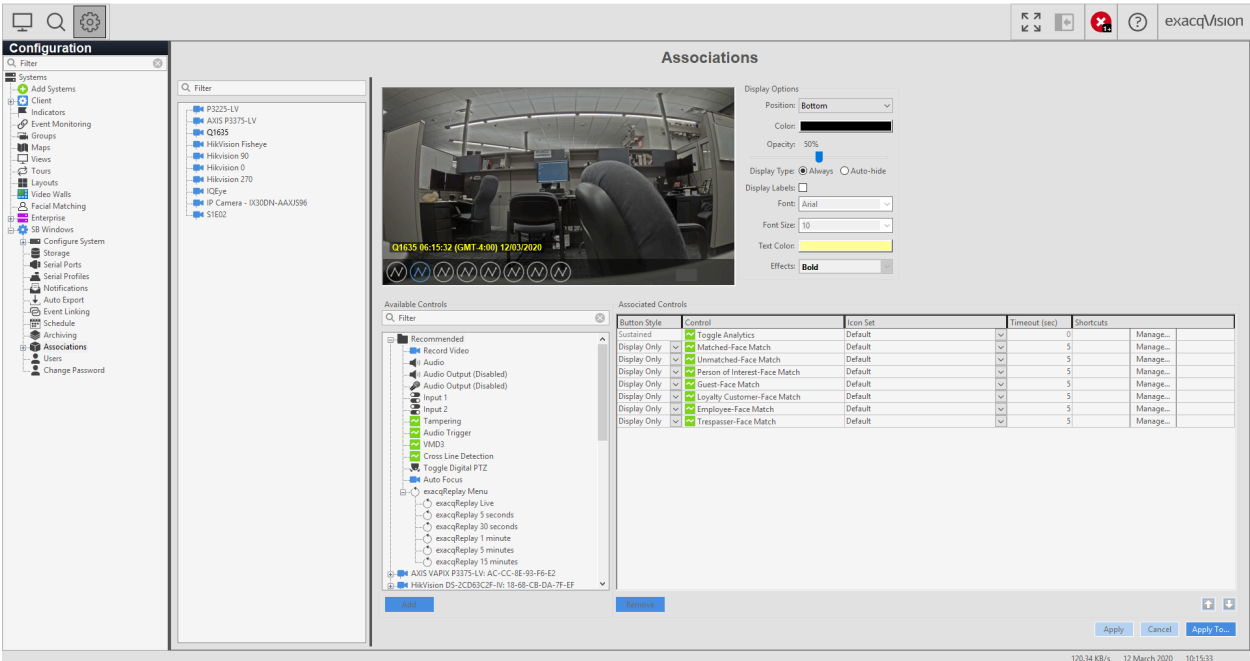 exacqVision
Configuration
Filter
Systems
Add Systems
Client
Indicators
Event Monitoring
Groups
Maps
Views
Tours
Layouts
Video Walls
Facial Matching
Enterprise
SB Windows
Configure System
Storage
Serial Ports
Serial Profiles
Notifications
Auto Export
Event Linking
Schedule
Archiving
Associations
Users
Change Password
Associations
Filter
P3225-LV
AXIS P3375-LV
Q1635
HikVision Fisheye
Hikvision 90
Hikvision 0
Hikvision 270
IQEye
IP Camera - IX30DN-AAXJS96
S1E02
Q1635 06:15:32 (GMT-4:00) 12/03/2020
Display Options
Position: Bottom
Color:
Opacity: 50%
Display Type: Always Auto-hide
Display Labels:
Font: Arial
Font Size: 10
Text Color:
Effects: Bold
Available Controls
Filter
Recommended
Record Video
Audio
Audio Output (Disabled)
Audio Output (Disabled)
Input 1
Input 2
Tampering
Audio Trigger
VMD3
Cross Line Detection
Toggle Digital PTZ
Auto Focus
exacqReplay Menu
exacqReplay Live
exacqReplay 5 seconds
exacqReplay 30 seconds
exacqReplay 1 minute
exacqReplay 5 minutes
exacqReplay 15 minutes
AXIS VAPIX P3375-LV: AC-CC-8E-93-F6-E2
HikVision DS-2CD63C2F-IV: 18-68-CB-DA-7F-EF
Add
Associated Controls
Button Style Control Icon Set Timeout (sec) Shortcuts
Sustained Toggle Analytics Default 0 Manage...
Display Only Matched-Face Match Default 5 Manage...
Display Only Unmatched-Face Match Default 5 Manage...
Display Only Person of Interest-Face Match Default 5 Manage...
Display Only Guest-Face Match Default 5 Manage...
Display Only Loyalty Customer-Face Match Default 5 Manage...
Display Only Employee-Face Match Default 5 Manage...
Display Only Trespasser-Face Match Default 5 Manage...
Remove
Apply Cancel Apply To...
120.34 KB/s 12 March 2020 10:15:33